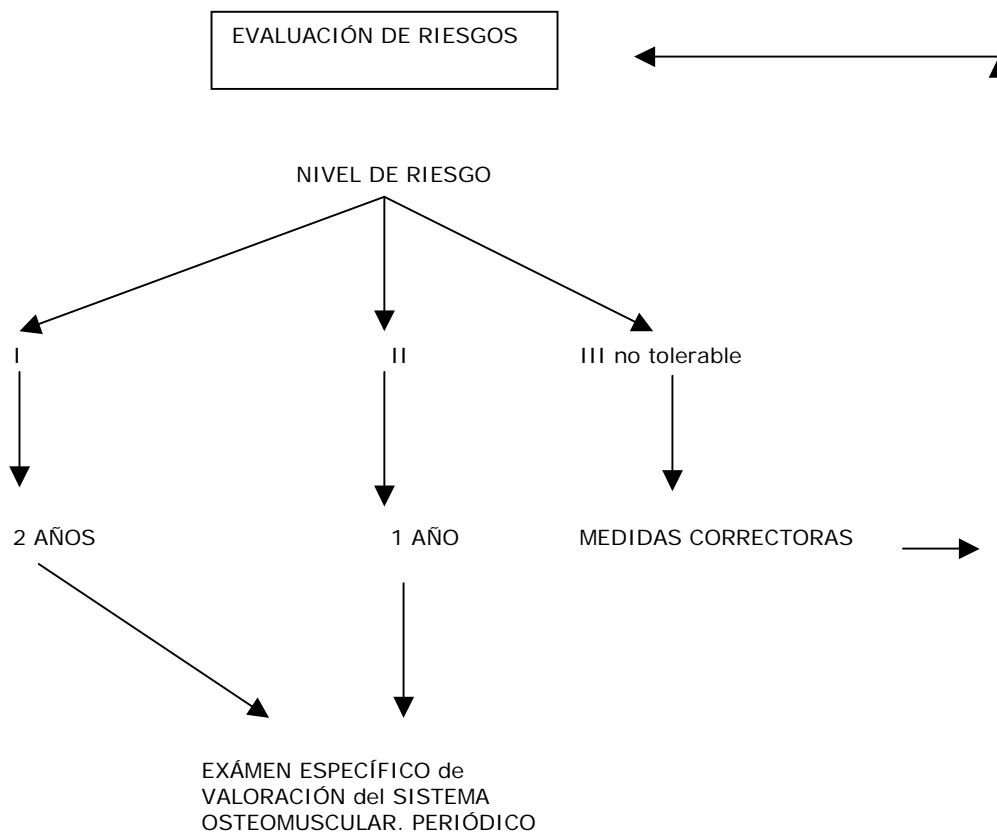 EVALUACIÓN DE RIESGOS
NIVEL DE RIESGO
I
II
III no tolerable
2 AÑOS
1 AÑO
MEDIDAS CORRECTORAS
EXÁMEN ESPECÍFICO de
VALORACIÓN del SISTEMA
OSTEOMUSCULAR. PERIÓDICO